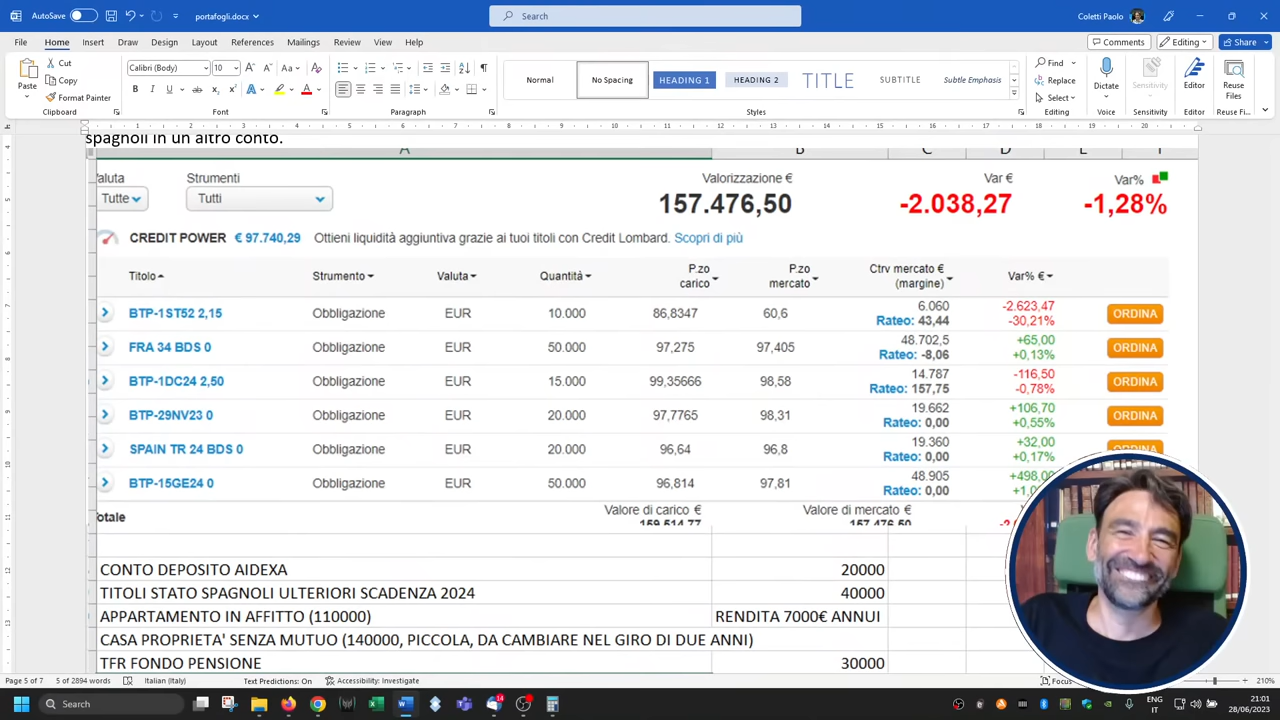 AutoSave portafogli.docx Search Coletti Paolo
File Home Insert Draw Design Layout References Mailings Review View Help Comments Editing Share
Cut Copy Format Painter Paste Calibri (Body) 10 Normal No Spacing HEADING 1 HEADING 2 TITLE SUBTITLE Subtle Emphasis Find Replace Select Dictate Sensitivity Editor Reuse Files
Clipboard Font Paragraph Styles Editing Voice Sensitivity Editor Reuse Fi...
spagnoli in un altro conto.
A B C D E
aluta Strumenti Valorizzazione € Var € Var%
Tutte Tutti 157.476,50 -2.038,27 -1,28%
CREDIT POWER € 97.740,29 Ottieni liquidità aggiuntiva grazie ai tuoi titoli con Credit Lombard. Scopri di più
Titolo Strumento Valuta Quantità P.zo carico P.zo mercato Ctrv mercato € (margine) Var% €
BTP-1ST52 2,15 Obbligazione EUR 10.000 86,8347 60,6 6.060 Rateo: 43,44 -2.623,47 -30,21% ORDINA
FRA 34 BDS 0 Obbligazione EUR 50.000 97,275 97,405 48.702,5 Rateo: -8,06 +65,00 +0,13% ORDINA
BTP-1DC24 2,50 Obbligazione EUR 15.000 99,35666 98,58 14.787 Rateo: 157,75 -116,50 -0,78% ORDINA
BTP-29NV23 0 Obbligazione EUR 20.000 97,7765 98,31 19.662 Rateo: 0,00 +106,70 +0,55% ORDINA
SPAIN TR 24 BDS 0 Obbligazione EUR 20.000 96,64 96,8 19.360 Rateo: 0,00 +32,00 +0,17% ORDINA
BTP-15GE24 0 Obbligazione EUR 50.000 96,814 97,81 48.905 Rateo: 0,00 +498,00
otale Valore di carico € 159.514,77 Valore di mercato € 157.476,50
CONTO DEPOSITO AIDEXA 20000
TITOLI STATO SPAGNOLI ULTERIORI SCADENZA 2024 40000
APPARTAMENTO IN AFFITTO (110000) RENDITA 7000€ ANNUI
CASA PROPRIETA' SENZA MUTUO (140000, PICCOLA, DA CAMBIARE NEL GIRO DI DUE ANNI)
TFR FONDO PENSIONE 30000
Page 5 of 7 5 of 2894 words Italian (Italy) Text Predictions: On Accessibility: Investigate Focus 210%
Search 14 ENG IT 21:01 28/06/2023